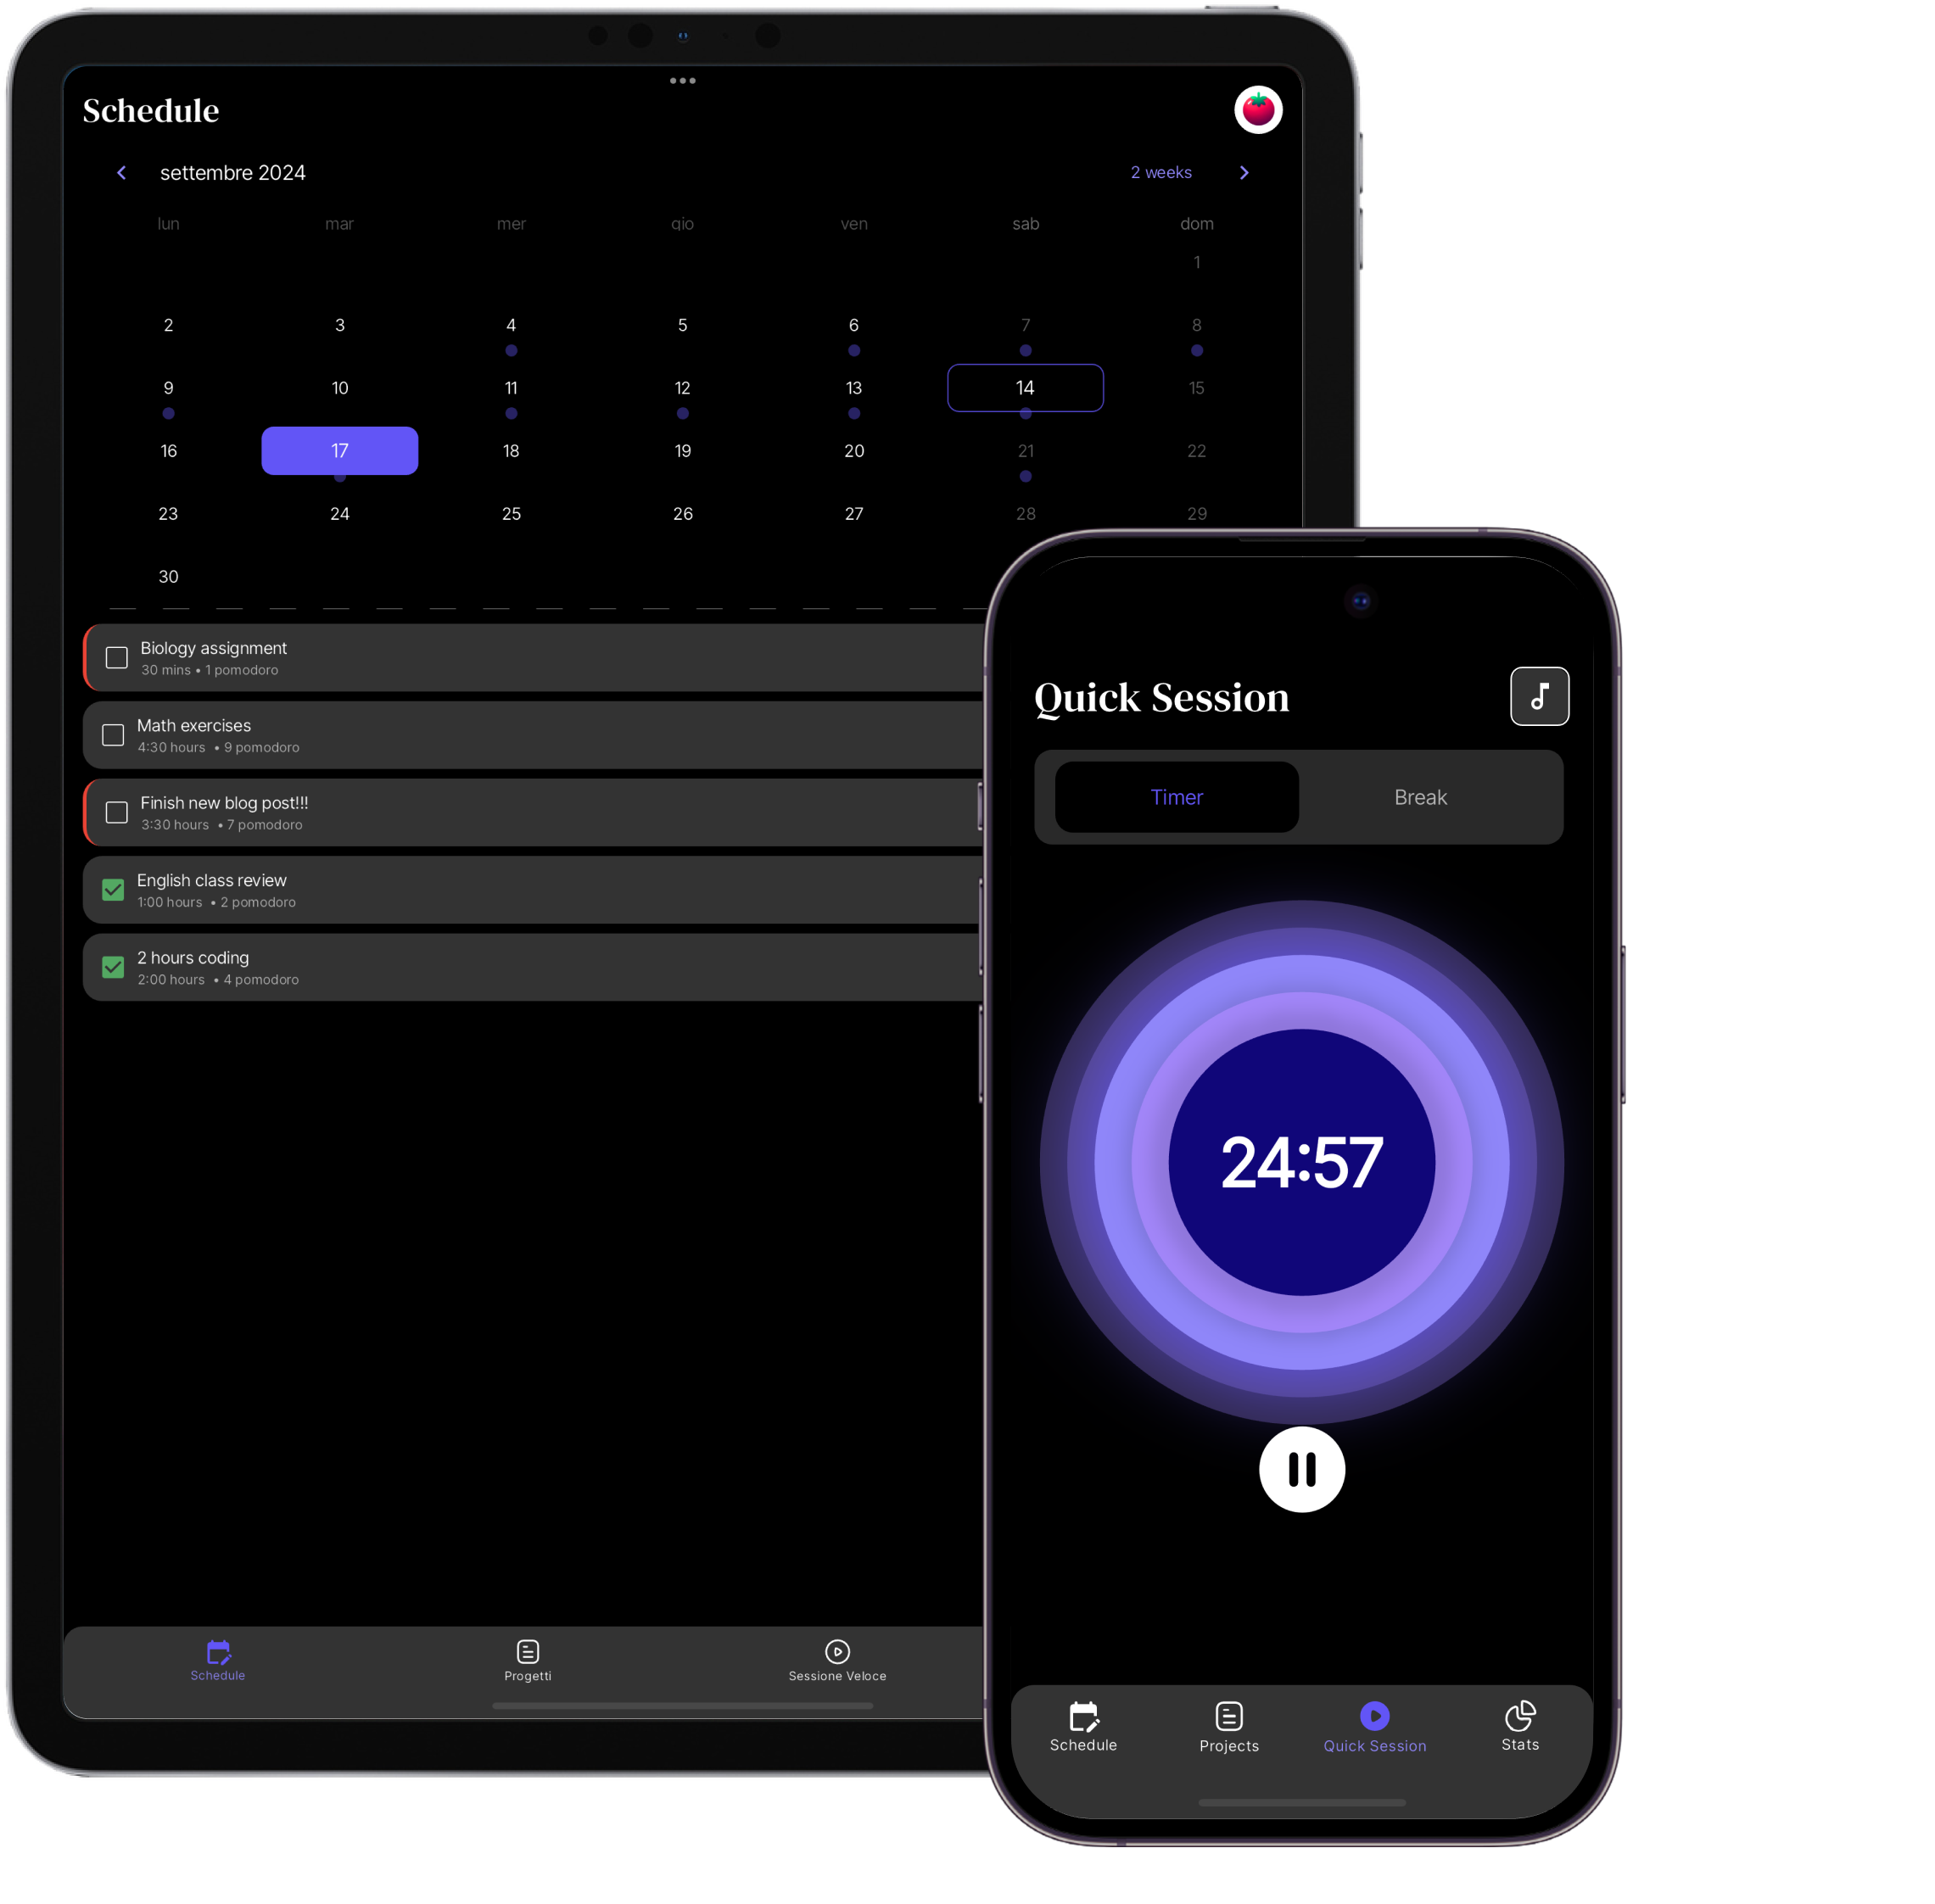 Schedule
settembre 2024
2 weeks
lun mar mer gio ven sab dom
1
2 3 4 5 6 7 8
9 10 11 12 13 14 15
16 17 18 19 20 21 22
23 24 25 26 27 28 29
30
Biology assignment
30 mins • 1 pomodoro
Math exercises
4:30 hours • 9 pomodoro
Finish new blog post!!!
3:30 hours • 7 pomodoro
English class review
1:00 hours • 2 pomodoro
2 hours coding
2:00 hours • 4 pomodoro
Schedule Progetti Sessione Veloce
Quick Session
Timer Break
24:57
Schedule Projects Quick Session Stats